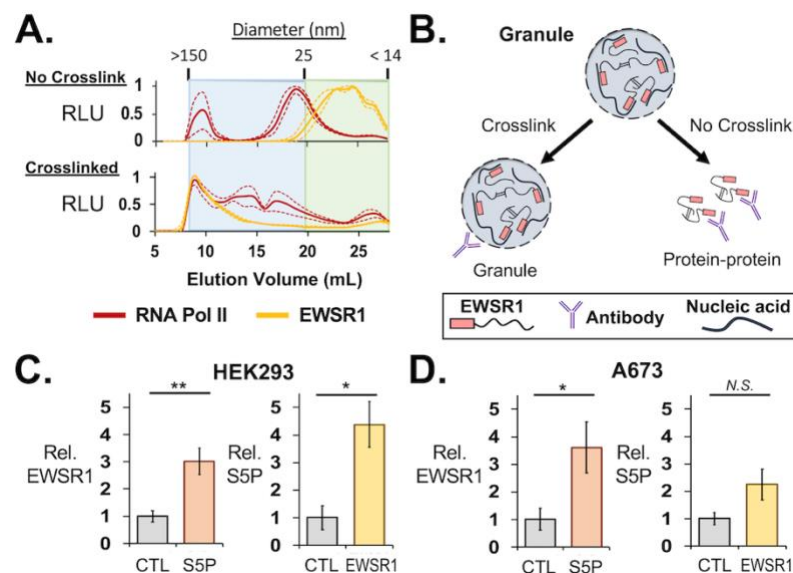 A.
Diameter (nm)
>150 25 < 14
No Crosslink
RLU
1
0.5
0
Crosslinked
RLU
1
0.5
0
5 10 15 20 25
Elution Volume (mL)
RNA Pol II EWSR1
B.
Granule
Crosslink No Crosslink
Granule
Protein-protein
EWSR1 Antibody Nucleic acid
C.
HEK293
Rel.
EWSR1
5
4
3
2
1
0
**
CTL S5P
Rel.
S5P
5
4
3
2
1
0
*
CTL EWSR1
D.
A673
Rel.
EWSR1
5
4
3
2
1
0
*
CTL S5P
Rel.
S5P
5
4
3
2
1
0
N.S.
CTL EWSR1